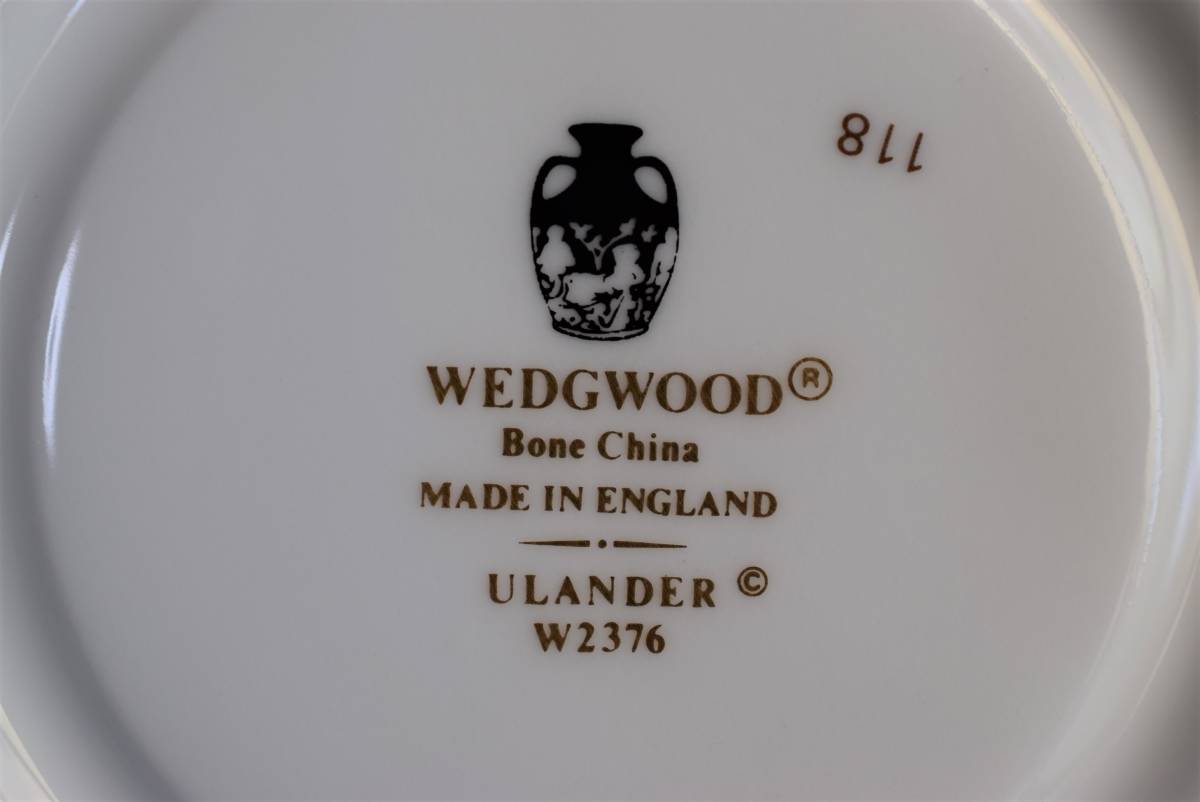 118
WEDGWOOD®
Bone China
MADE IN ENGLAND
ULANDER ©
W2376